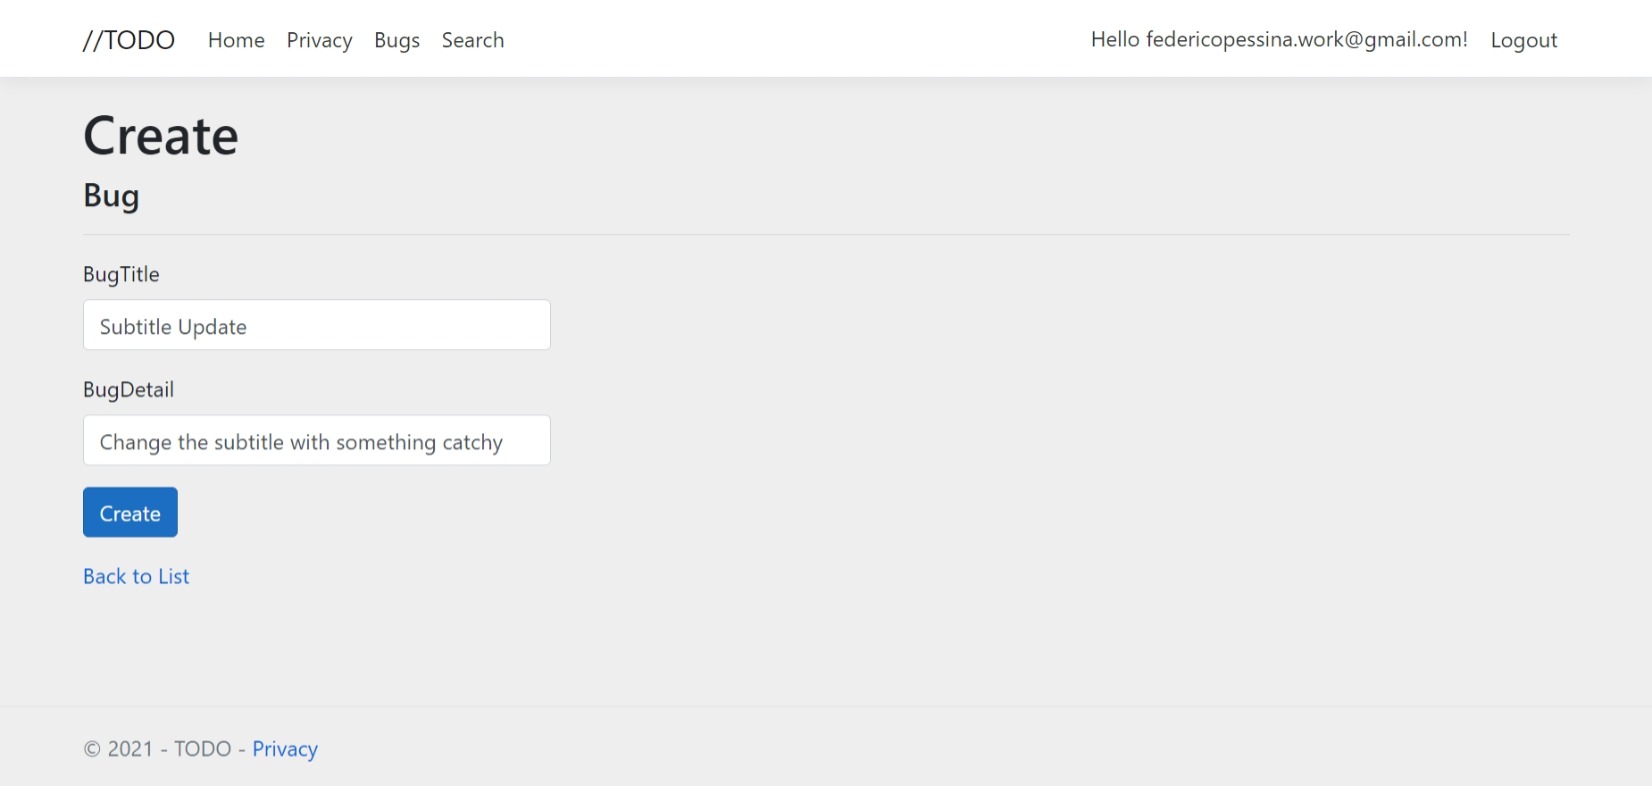 //TODO Home Privacy Bugs Search Hello federicopessina.work@gmail.com! Logout
Create
Bug
BugTitle
Subtitle Update
BugDetail
Change the subtitle with something catchy
Create
Back to List
© 2021 - TODO - Privacy